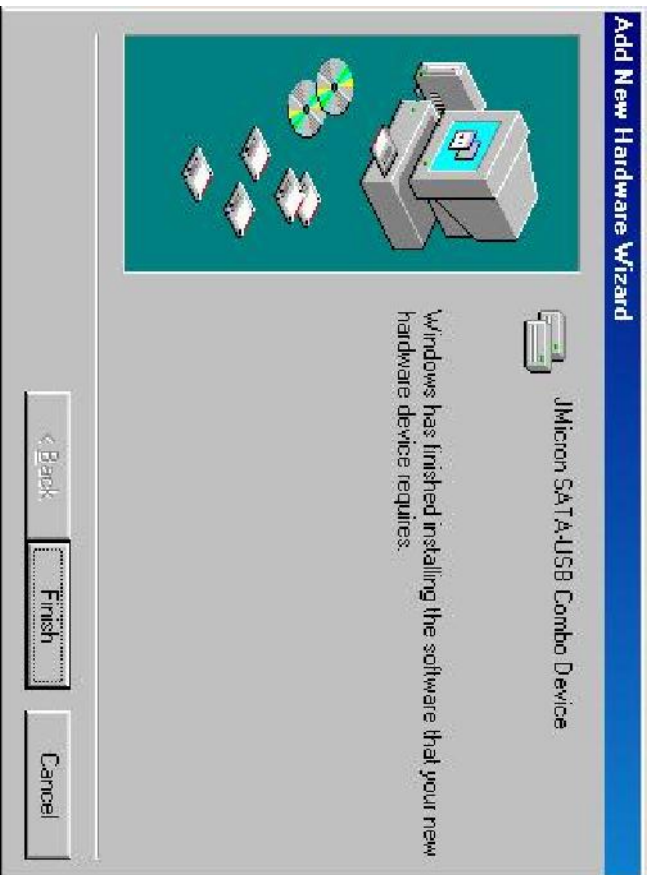 Add New Hardware Wizard
JMicron SATA-USB Combo Device
Windows has finished installing the software that your new
hardware device requires.
< Back
Finish
Cancel